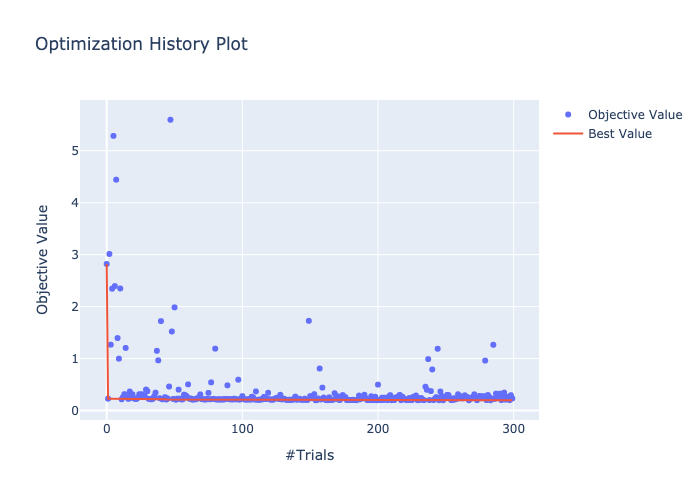 Optimization History Plot
Objective Value
Best Value
5
4
3
2
1
0
Objective Value
0
100
200
300
#Trials